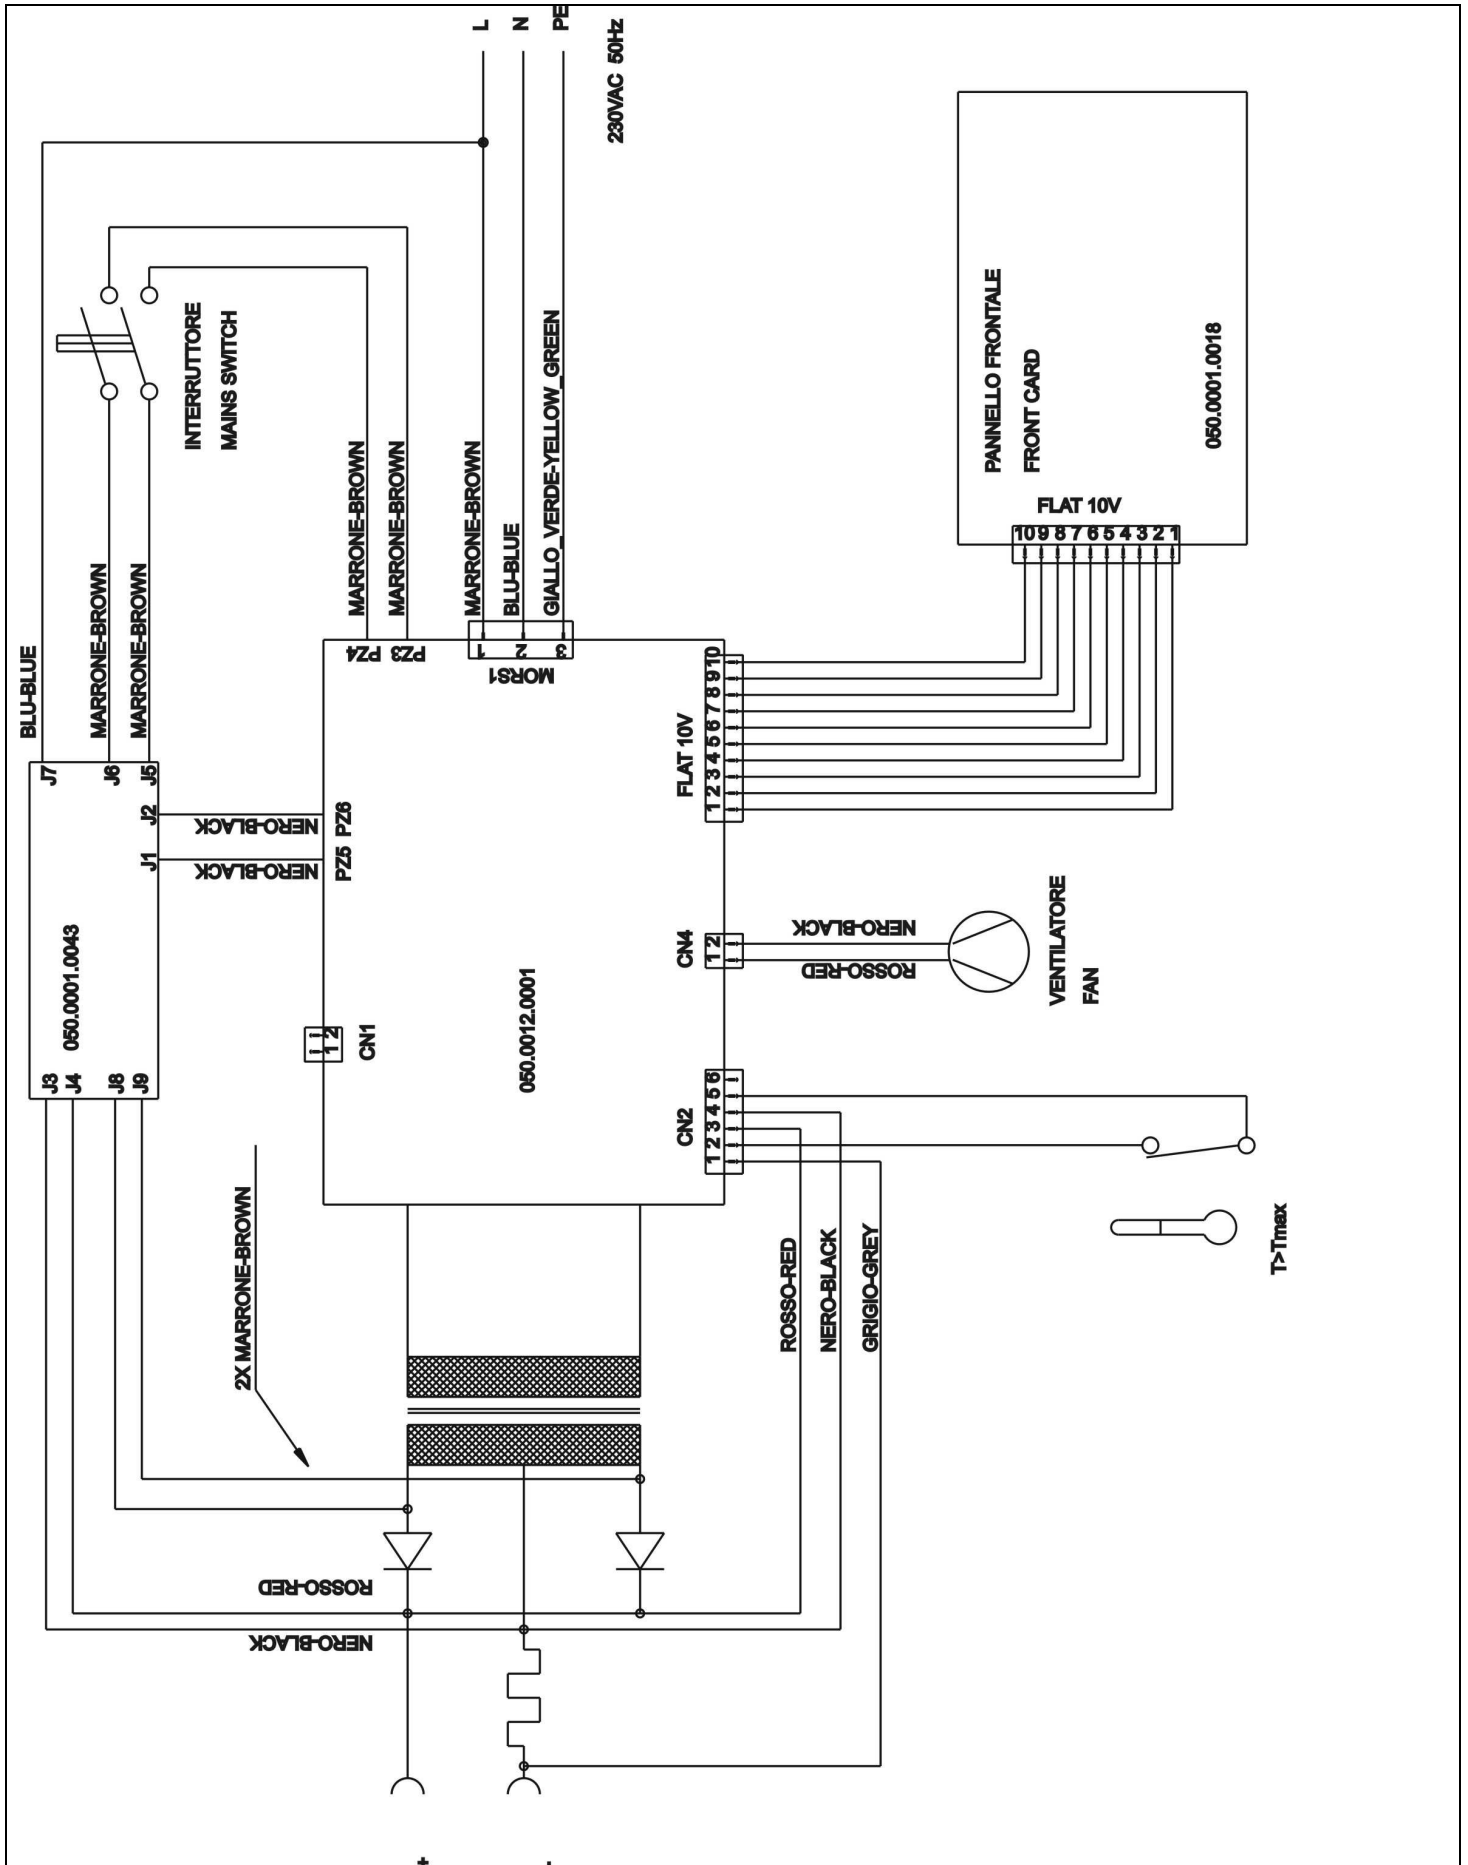 L
N
PE
230VAC 50Hz
INTERRUTTORE
MAINS SWITCH
BLU-BLUE
MARRONE-BROWN
MARRONE-BROWN
MARRONE-BROWN
MARRONE-BROWN
MARRONE-BROWN
BLU-BLUE
GIALLO_VERDE-YELLOW_GREEN
PANNELLO FRONTALE
FRONT CARD
050.0001.0018
FLAT 10V
10 9 8 7 6 5 4 3 2 1
J7
J6
J5
J2
J1
050.0001.0043
J3
J4
J8
J9
NERO-BLACK
NERO-BLACK
PZ6
PZ5
PZ4
PZ3
1 2 3
MORS1
FLAT 10V
1 2 3 4 5 6 7 8 9 10
CN1
1 2
050.0012.0001
CN4
1 2
NERO-BLACK
ROSSO-RED
VENTILATORE
FAN
CN2
1 2 3 4 5 6
2X MARRONE-BROWN
ROSSO-RED
NERO-BLACK
GRIGIO-GREY
T>Tmax
ROSSO-RED
NERO-BLACK
+
-